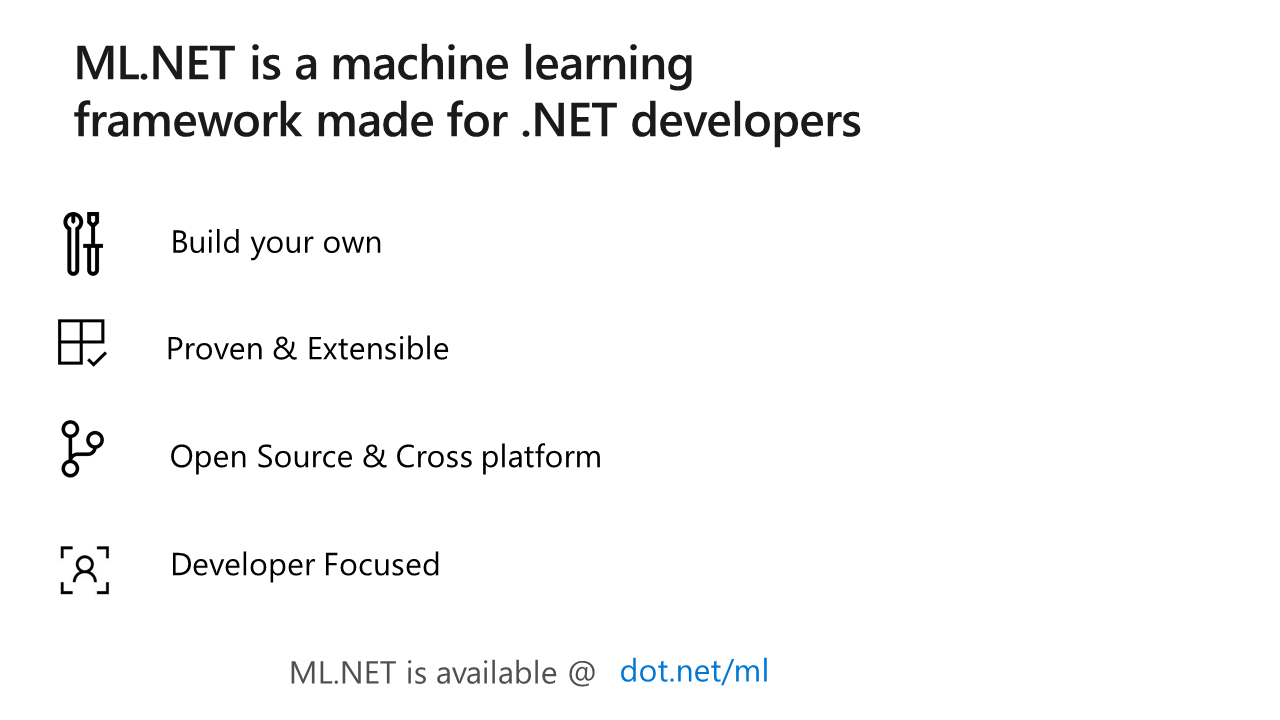 ML.NET is a machine learning
framework made for .NET developers
Build your own
Proven & Extensible
Open Source & Cross platform
Developer Focused
ML.NET is available @ dot.net/ml